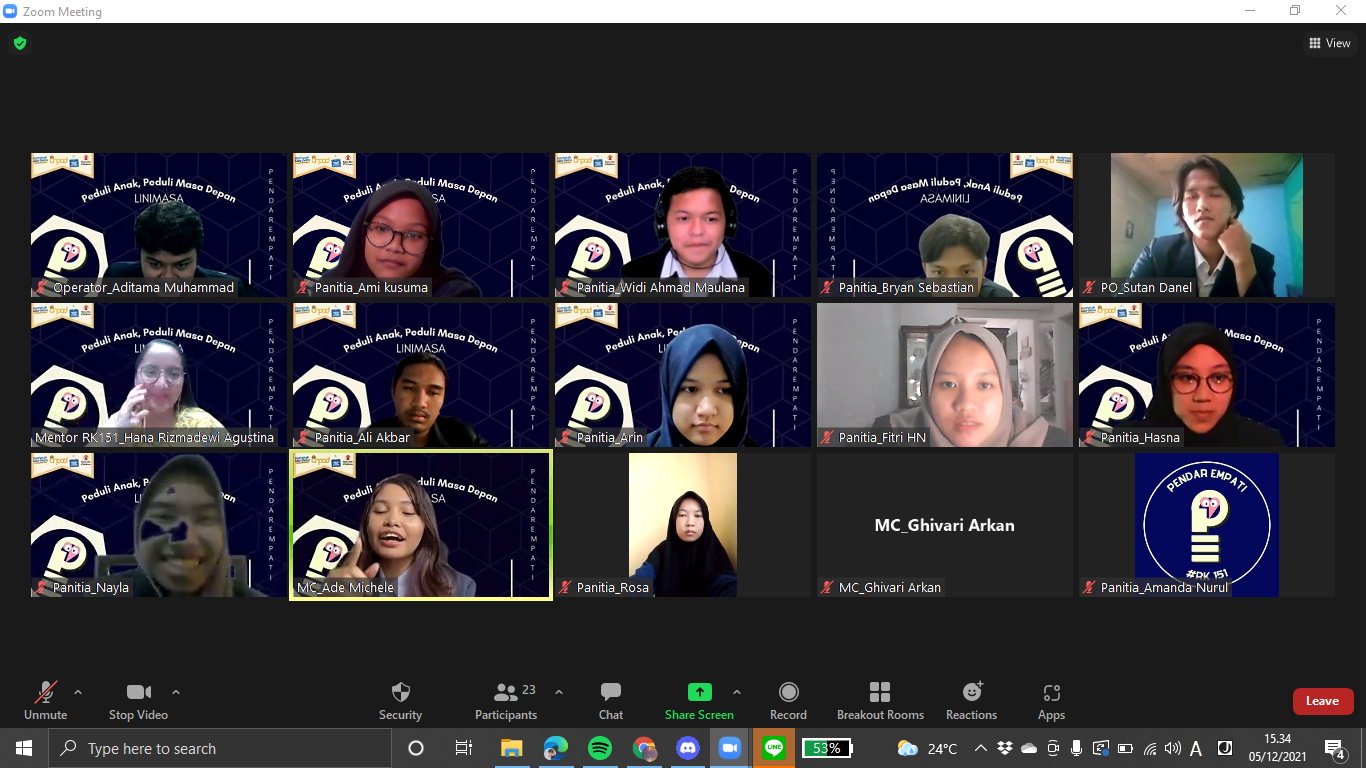 Zoom Meeting
View
Peduli Anak, Peduli Masa Depan
LINIMASA
PENDAREMPATI
Operator_Aditama Muhammad
Peduli Anak, Peduli Masa Depan
LINIMASA
PENDAREMPATI
Panitia_Ami kusuma
Peduli Anak, Peduli Masa Depan
PENDAREMPATI
Panitia_Widi Ahmad Maulana
Peduli Anak, Peduli Masa Depan
LINIMASA
PENDAREMPATI
Panitia_Bryan Sebastian
PO_Sutan Danel
Peduli Anak, Peduli Masa Depan
PENDAREMPATI
Mentor RK151_Hana Rizmadewi Agustina
Peduli Anak, Peduli Masa Depan
LINIMASA
PENDAREMPATI
Panitia_Ali Akbar
Peduli Anak, Peduli Masa Depan
PENDAREMPATI
Panitia_Arin
Panitia_Fitri HN
Peduli Anak, Peduli Masa Depan
PENDAREMPATI
Panitia_Hasna
Peduli Anak, Masa Depan
PENDAREMPATI
Panitia_Nayla
Peduli Anak, Peduli Masa Depan
PENDAREMPATI
MC_Ade Michele
Panitia_Rosa
MC_Ghivari Arkan
MC_Ghivari Arkan
PENDAR EMPATI
#RK 151
Panitia_Amanda Nurul
Unmute
Stop Video
Security
Participants
23
Chat
Share Screen
Record
Breakout Rooms
Reactions
Apps
Leave
Type here to search
53%
24°C
A
15.34
05/12/2021
4